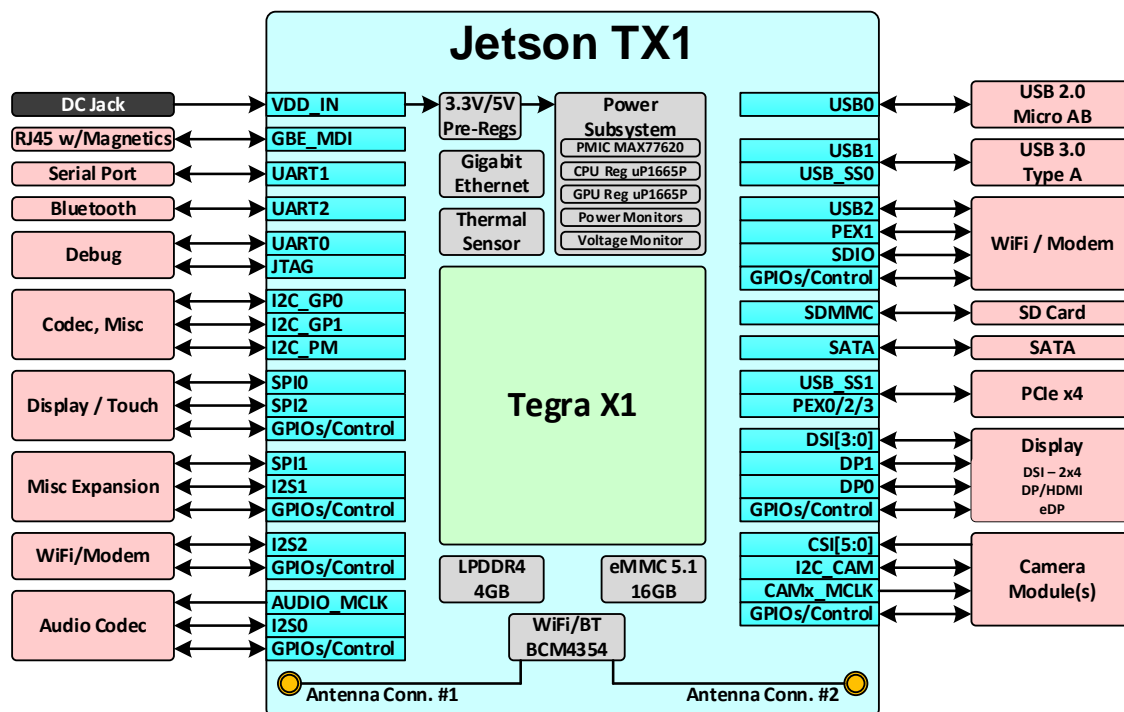 Jetson TX1
DC Jack
RJ45 w/Magnetics
Serial Port
Bluetooth
Debug
Codec, Misc
Display / Touch
Misc Expansion
WiFi/Modem
Audio Codec
VDD_IN
GBE_MDI
UART1
UART2
UART0
JTAG
I2C_GP0
I2C_GP1
I2C_PM
SPI0
SPI2
GPIOs/Control
SPI1
I2S1
GPIOs/Control
I2S2
GPIOs/Control
AUDIO_MCLK
I2S0
GPIOs/Control
3.3V/5V
Pre-Regs
Gigabit
Ethernet
Thermal
Sensor
Power
Subsystem
PMIC MAX77620
CPU Reg uP1665P
GPU Reg uP1665P
Power Monitors
Voltage Monitor
Tegra X1
LPDDR4
4GB
eMMC 5.1
16GB
WiFi/BT
BCM4354
Antenna Conn. #1
Antenna Conn. #2
USB0
USB1
USB_SS0
USB2
PEX1
SDIO
GPIOs/Control
SDMMC
SATA
USB_SS1
PEX0/2/3
DSI[3:0]
DP1
DP0
GPIOs/Control
CSI[5:0]
I2C_CAM
CAMx_MCLK
GPIOs/Control
USB 2.0
Micro AB
USB 3.0
Type A
WiFi / Modem
SD Card
SATA
PCIe x4
Display
DSI – 2x4
DP/HDMI
eDP
Camera
Module(s)